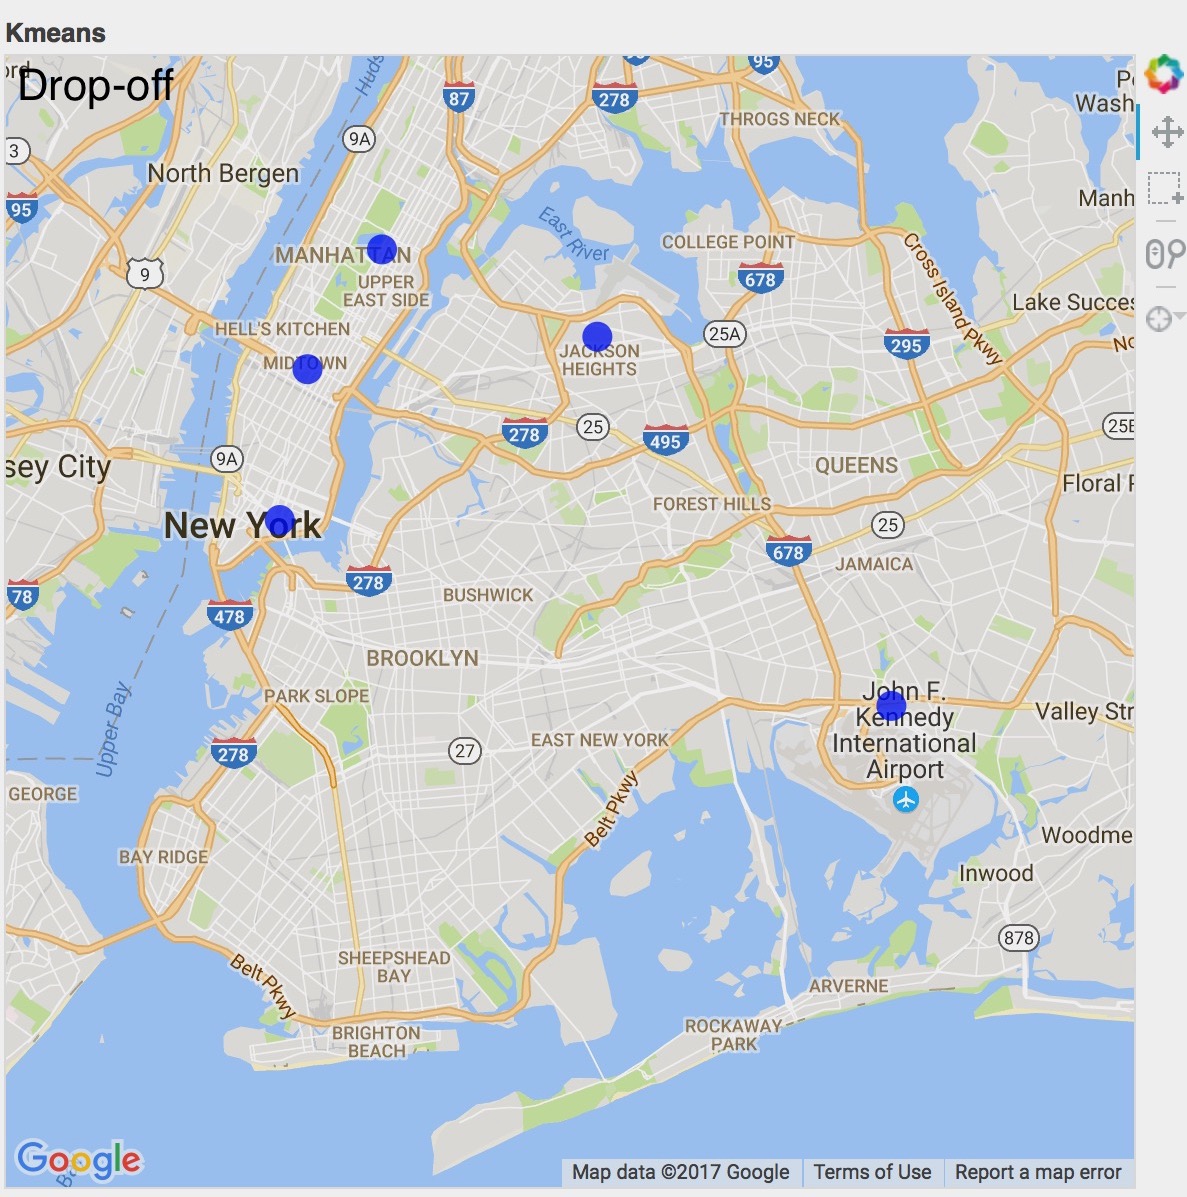 Kmeans
Drop-off
Huds
87
278
95
THROGS NECK
Wash
9A
3
North Bergen
95
Manh
East River
COLLEGE POINT
MANHATTAN
9
678
UPPER
EAST SIDE
Cross Island Pkwy
Lake Succes
HELL'S KITCHEN
25A
295
JACKSON
HEIGHTS
MIDTOWN
278
25
495
25E
sey City
9A
QUEENS
Floral F
FOREST HILLS
New York
25
678
JAMAICA
278
78
BUSHWICK
478
BROOKLYN
PARK SLOPE
John F.
Kennedy
International
Airport
Valley Str
Upper Bay
278
27
EAST NEW YORK
GEORGE
Belt Pkwy
Woodme
BAY RIDGE
Inwood
878
SHEEPSHEAD
BAY
Belt Pkwy
ARVERNE
BRIGHTON
BEACH
ROCKAWAY
PARK
Google
Map data ©2017 Google
Terms of Use
Report a map error